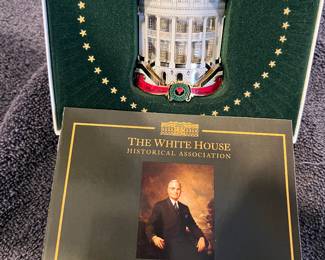 THE WHITE HOUSE
HISTORICAL ASSOCIATION